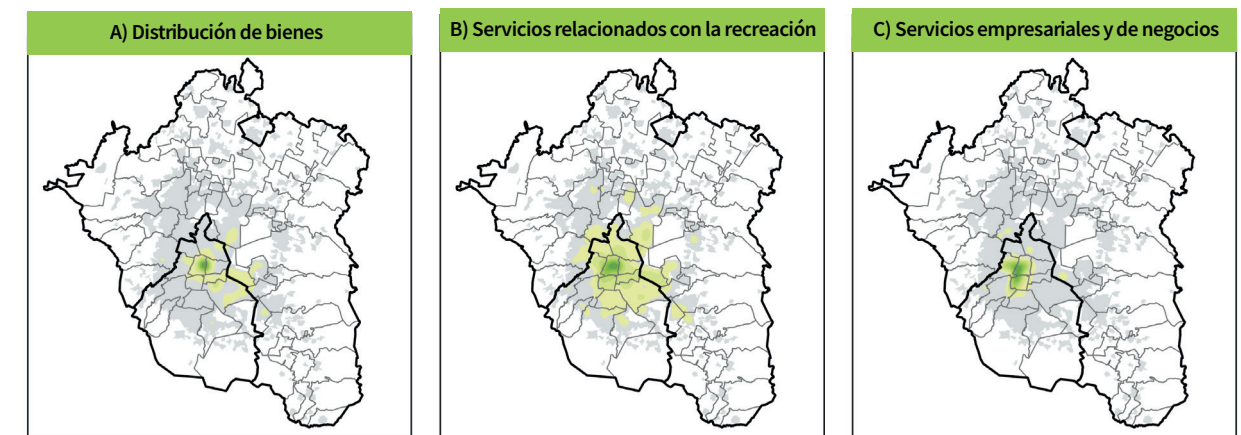 A) Distribución de bienes
B) Servicios relacionados con la recreación
C) Servicios empresariales y de negocios